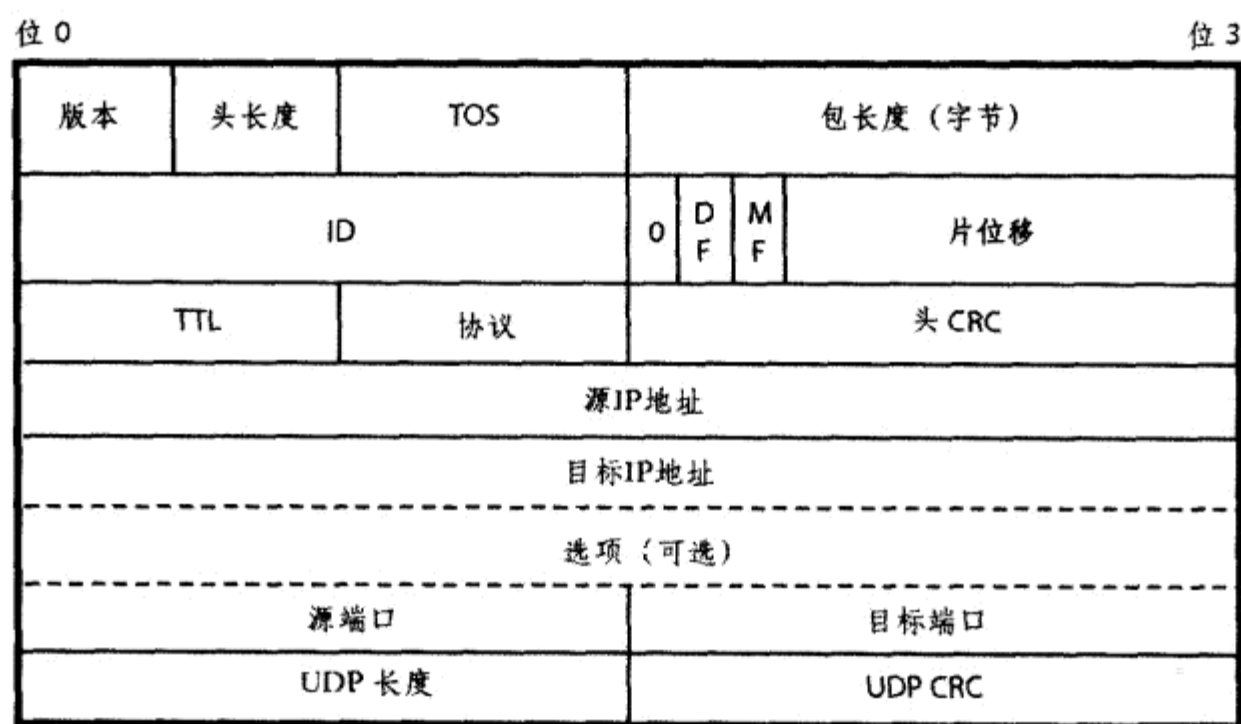 位 0 位 3
版本 头长度 TOS 包长度 (字节)
ID 0 DF MF 片位移
TTL 协议 头 CRC
源IP地址
目标IP地址
选项 (可选)
源端口 目标端口
UDP 长度 UDP CRC